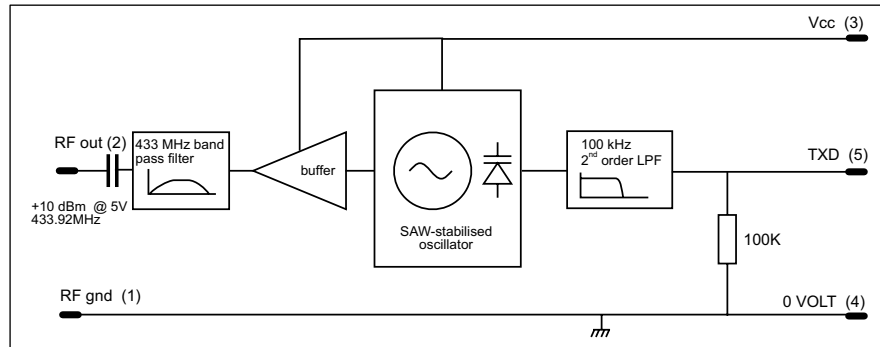 Vcc (3)
RF out (2)
433 MHz band
pass filter
buffer
100 kHz
2nd order LPF
TXD (5)
+10 dBm @ 5V
433.92MHz
SAW-stabilised
oscillator
100K
RF gnd (1)
0 VOLT (4)